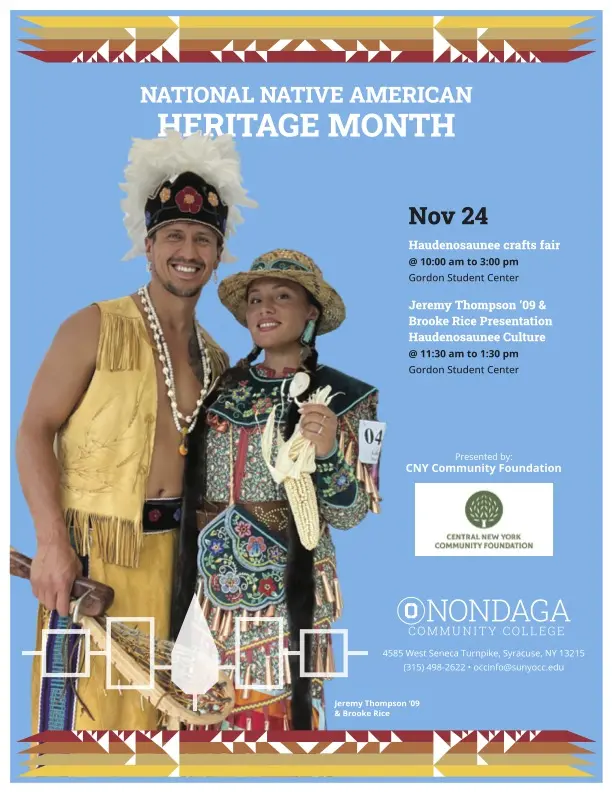 NATIONAL NATIVE AMERICAN
HERITAGE MONTH
Nov 24
Haudenosaunee crafts fair
@ 10:00 am to 3:00 pm
Gordon Student Center
Jeremy Thompson '09 &
Brooke Rice Presentation
Haudenosaunee Culture
@ 11:30 am to 1:30 pm
Gordon Student Center
04
Presented by:
CNY Community Foundation
CENTRAL NEW YORK
COMMUNITY FOUNDATION
ONONDAGA
COMMUNITY COLLEGE
4585 West Seneca Turnpike, Syracuse, NY 13215
(315) 498-2622 • occinfo@sunyocc.edu
Jeremy Thompson '09
& Brooke Rice